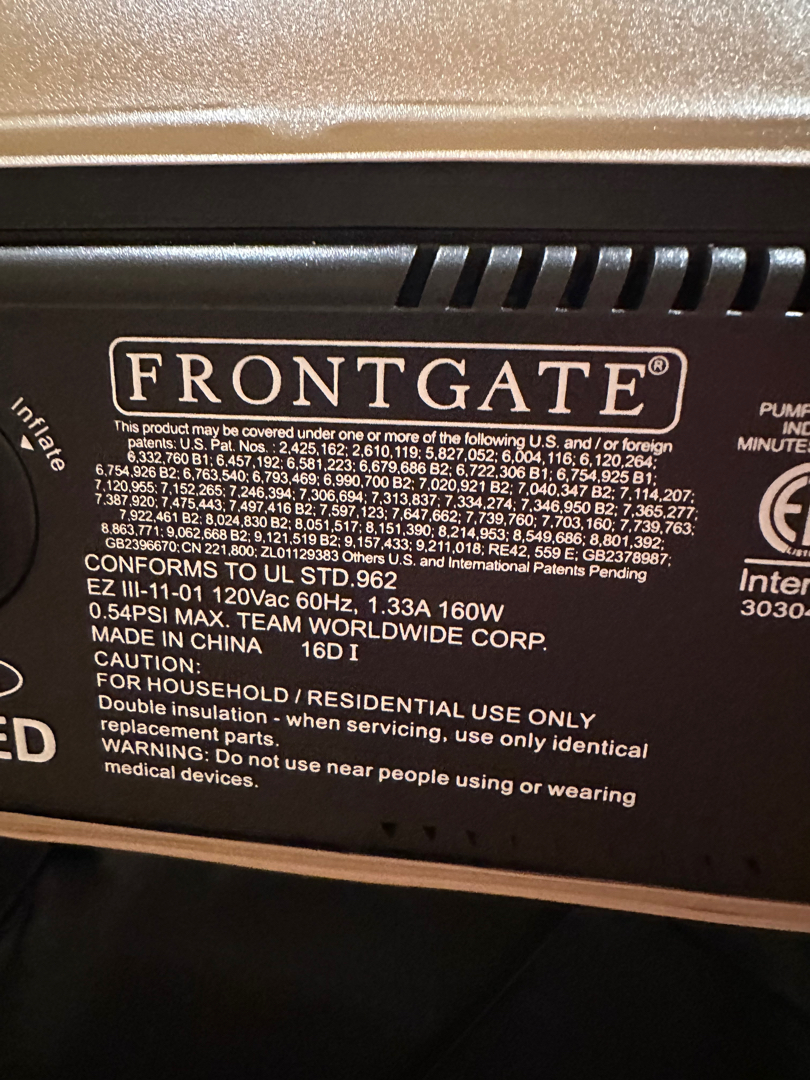 FRONTGATE®
Inflate
This product may be covered under one or more of the following U.S. and / or foreign
patents: U.S. Pat. Nos. : 2,425,162; 2,610,119; 5,827,052; 6,004,116; 6,120,264;
6,332,760 B1; 6,457,192; 6,581,223; 6,679,686 B2; 6,722,306 B1; 6,754,925 B1;
6,754,926 B2; 6,763,540; 6,793,469; 6,990,700 B2; 7,020,921 B2; 7,040,347 B2; 7,114,207;
7,120,955; 7,152,265; 7,246,394; 7,306,694; 7,313,837; 7,334,274; 7,346,950 B2; 7,365,277;
7,387,920; 7,475,443; 7,497,416 B2; 7,597,123; 7,647,662; 7,739,760; 7,703,160; 7,739,763;
7,922,461 B2; 8,024,830 B2; 8,051,517; 8,151,390; 8,214,953; 8,549,686; 8,801,392;
8,863,771; 9,062,668 B2; 9,121,519 B2; 9,157,433; 9,211,018; RE42, 559 E; GB2378987;
GB2396670; CN 221,800; ZL01129383 Others U.S. and International Patents Pending
CONFORMS TO UL STD.962
EZ III-11-01 120Vac 60Hz, 1.33A 160W
0.54PSI MAX. TEAM WORLDWIDE CORP.
MADE IN CHINA 16D I
CAUTION:
FOR HOUSEHOLD / RESIDENTIAL USE ONLY
Double insulation - when servicing, use only identical
replacement parts.
WARNING: Do not use near people using or wearing
medical devices.
ED
PUMP
IND
MINUTES
Inter
3030